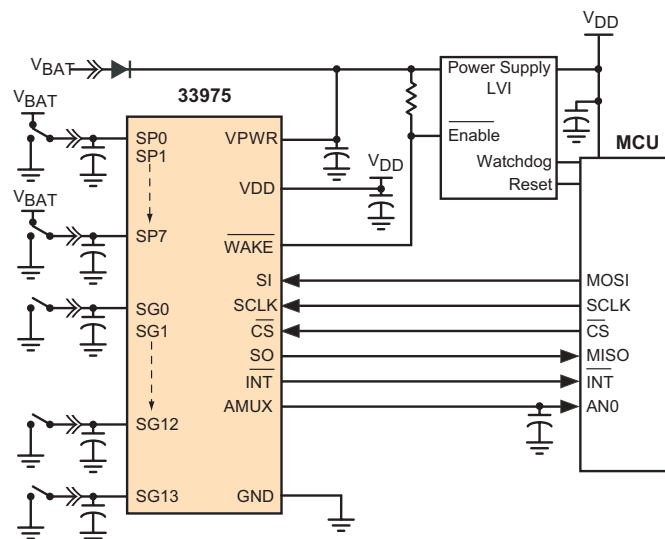 VDD
VBAT
33975
Power Supply
LVI
VBAT
SP0
SP1
VPWR
Enable
MCU
VDD
Watchdog
VDD
Reset
VBAT
SP7
WAKE
SI
MOSI
SG0
SCLK
SCLK
SG1
CS
CS
SO
MISO
INT
INT
AMUX
AN0
SG12
SG13
GND